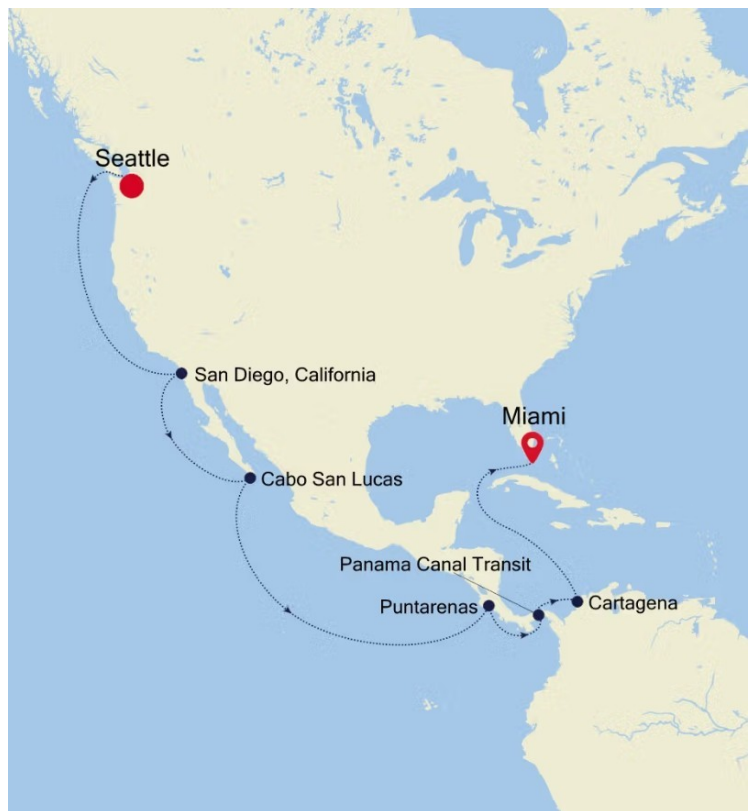 Seattle
San Diego, California
Miami
Cabo San Lucas
Panama Canal Transit
Puntarenas
Cartagena